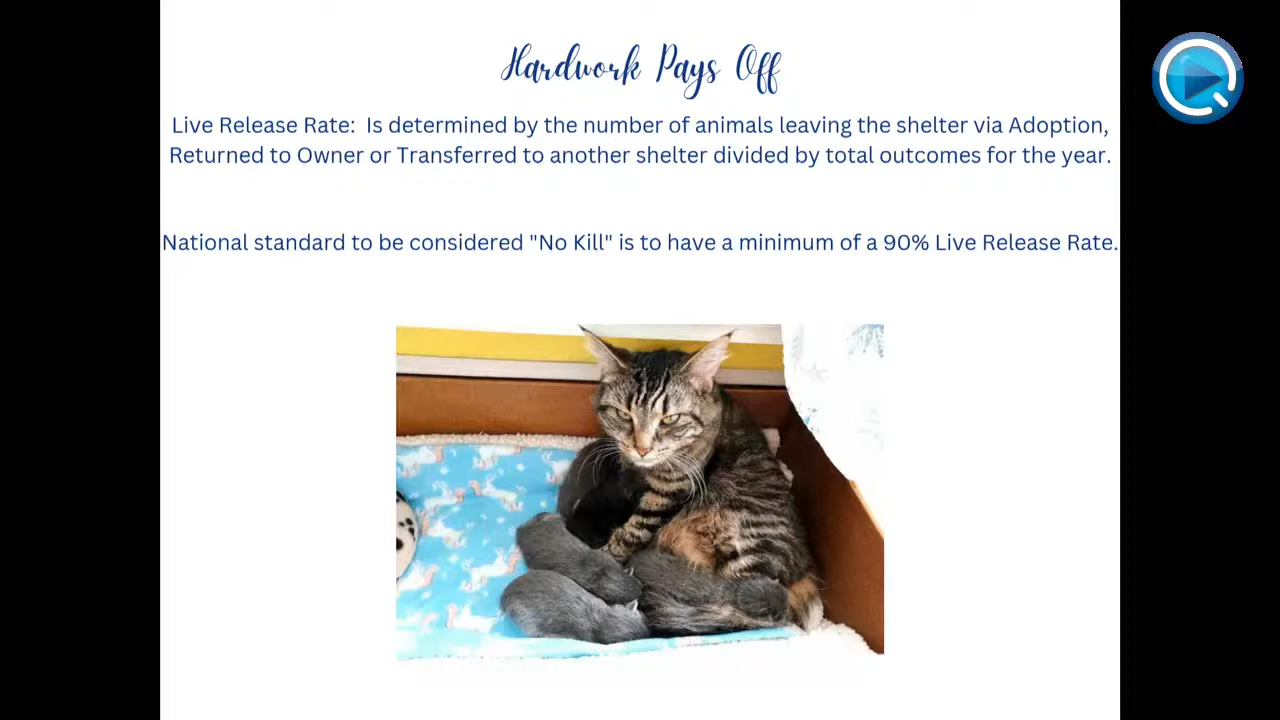 Hardwork Pays Off
Live Release Rate:  Is determined by the number of animals leaving the shelter via Adoption,
Returned to Owner or Transferred to another shelter divided by total outcomes for the year.
National standard to be considered "No Kill" is to have a minimum of a 90% Live Release Rate.